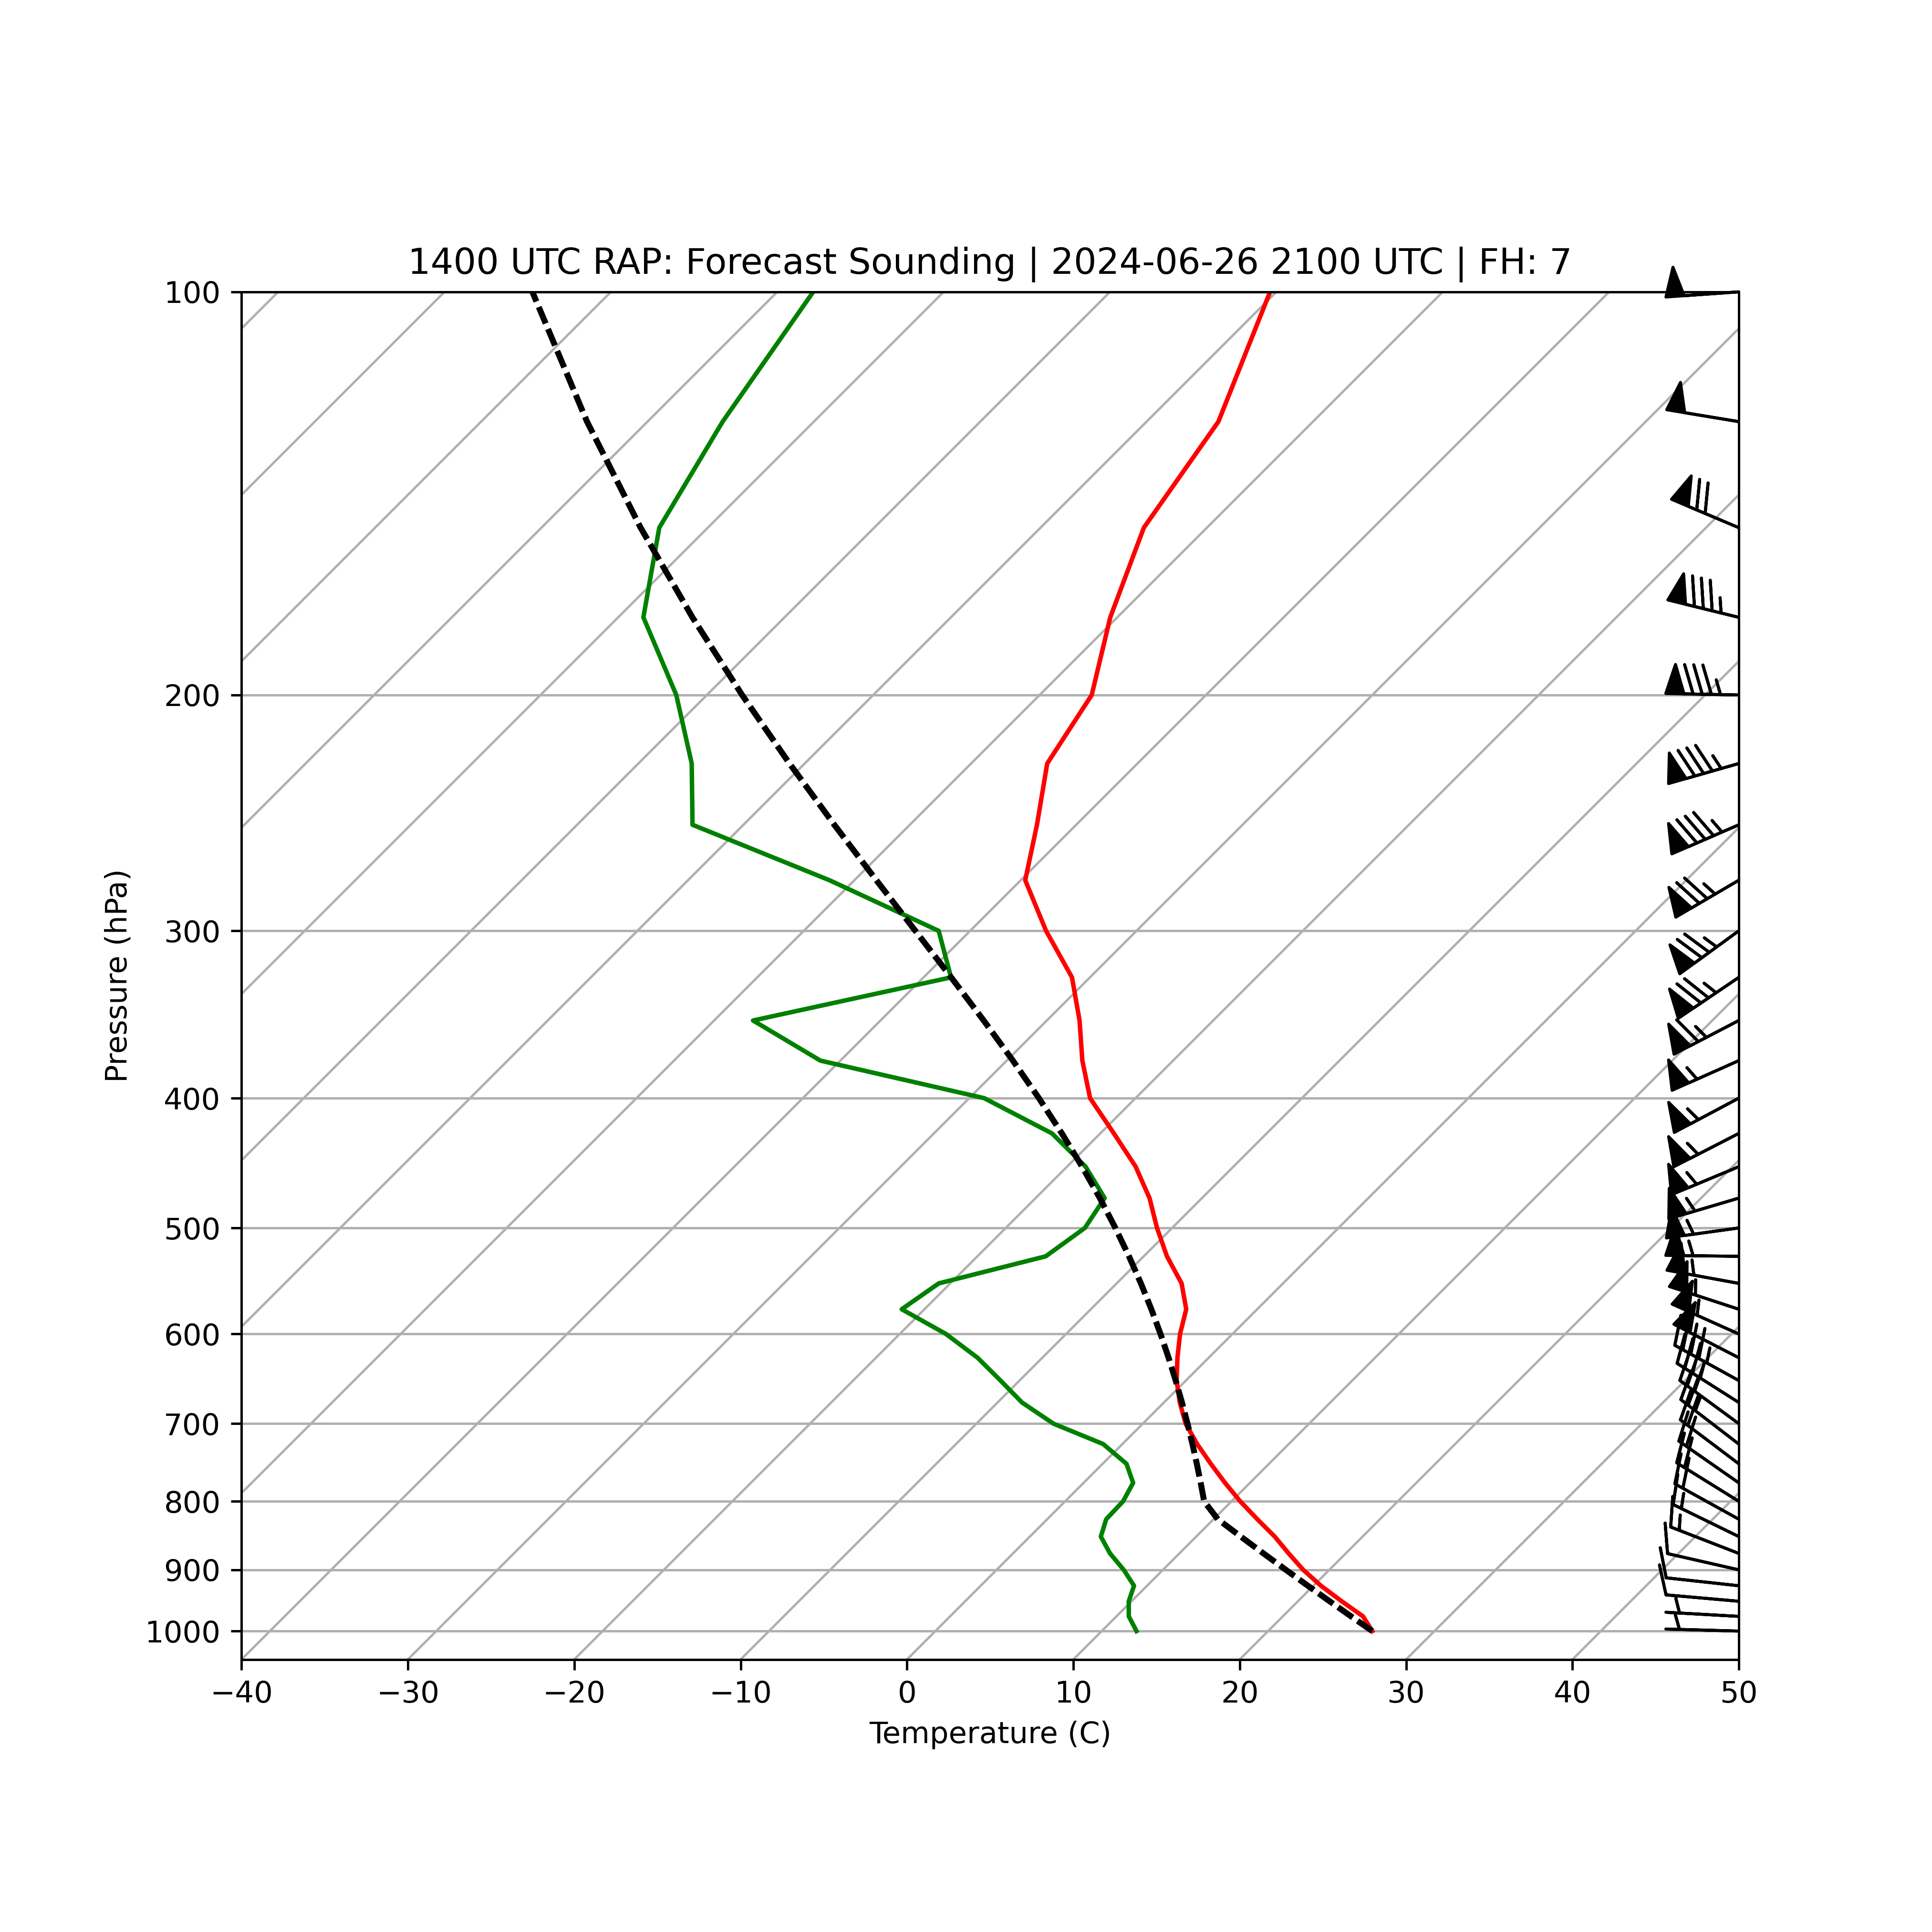 1400 UTC RAP: Forecast Sounding | 2024-06-26 2100 UTC | FH: 7
100
200
300
400
500
600
700
800
900
1000
Pressure (hPa)
−40 −30 −20 −10 0 10 20 30 40 50
Temperature (C)